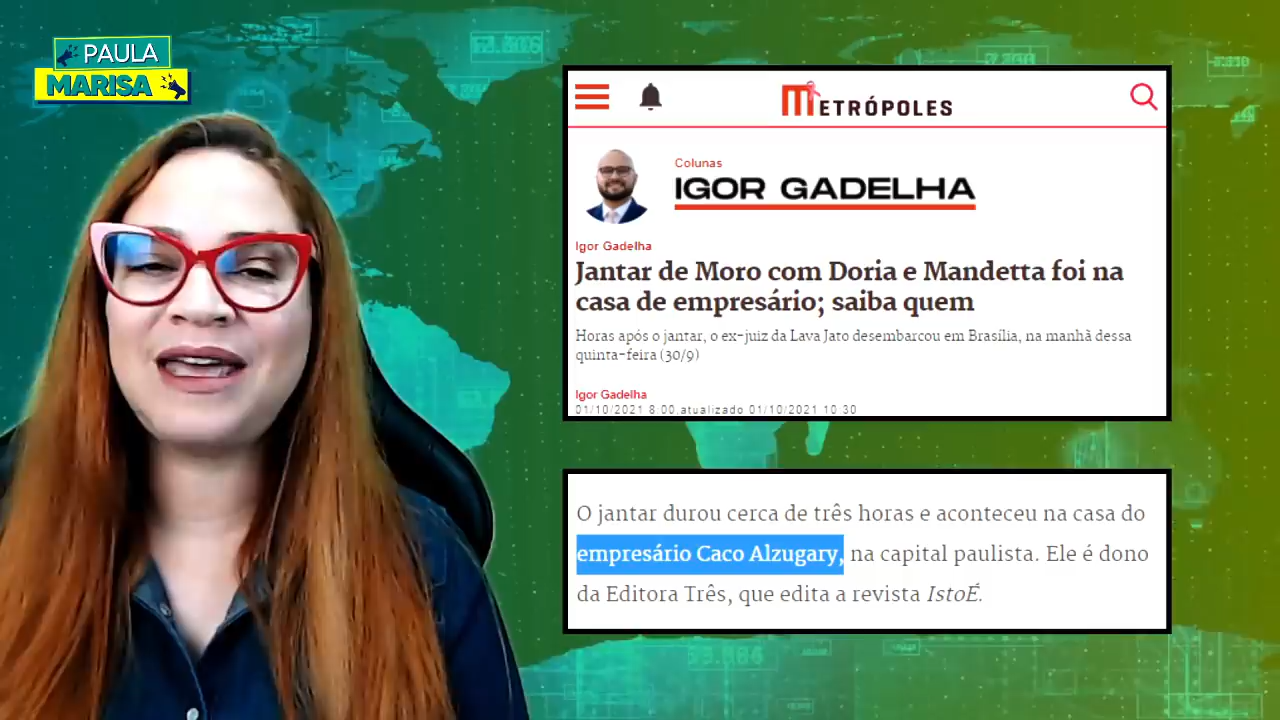 PAULA
MARISA
METRÓPOLES
Colunas
IGOR GADELHA
Igor Gadelha
Jantar de Moro com Doria e Mandetta foi na
casa de empresário; saiba quem
Horas após o jantar, o ex-juiz da Lava Jato desembarcou em Brasília, na manhã dessa
quinta-feira (30/9)
Igor Gadelha
01/10/2021 8:00,atualizado 01/10/2021 10:30
O jantar durou cerca de três horas e aconteceu na casa do
empresário Caco Alzugary, na capital paulista. Ele é dono
da Editora Três, que edita a revista IstoÉ.